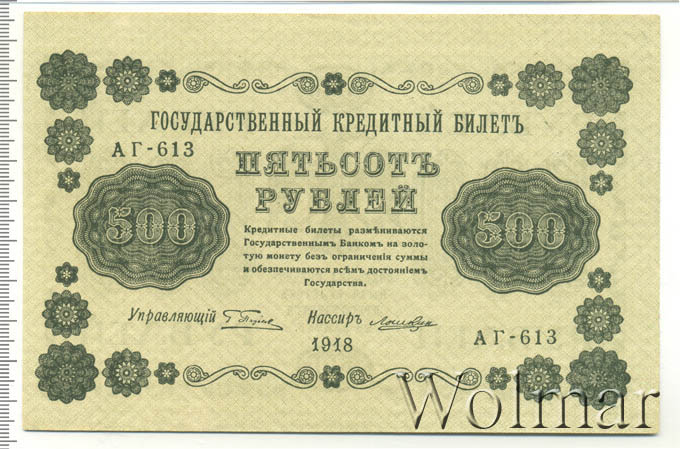 ГОСУДАРСТВЕННЫЙ КРЕДИТНЫЙ БИЛЕТЪ
АГ-613
ПЯТЬСОТЪ
РУБЛЕЙ
500
500
Кредитные билеты размѣниваются
Государственнымъ Банкомъ на золо-
тую монету безъ ограниченія суммы
и обезпечиваются всѣмъ достояніемъ
Государства.
Управляющій
Кассиръ
1918
АГ-613
Wolmar